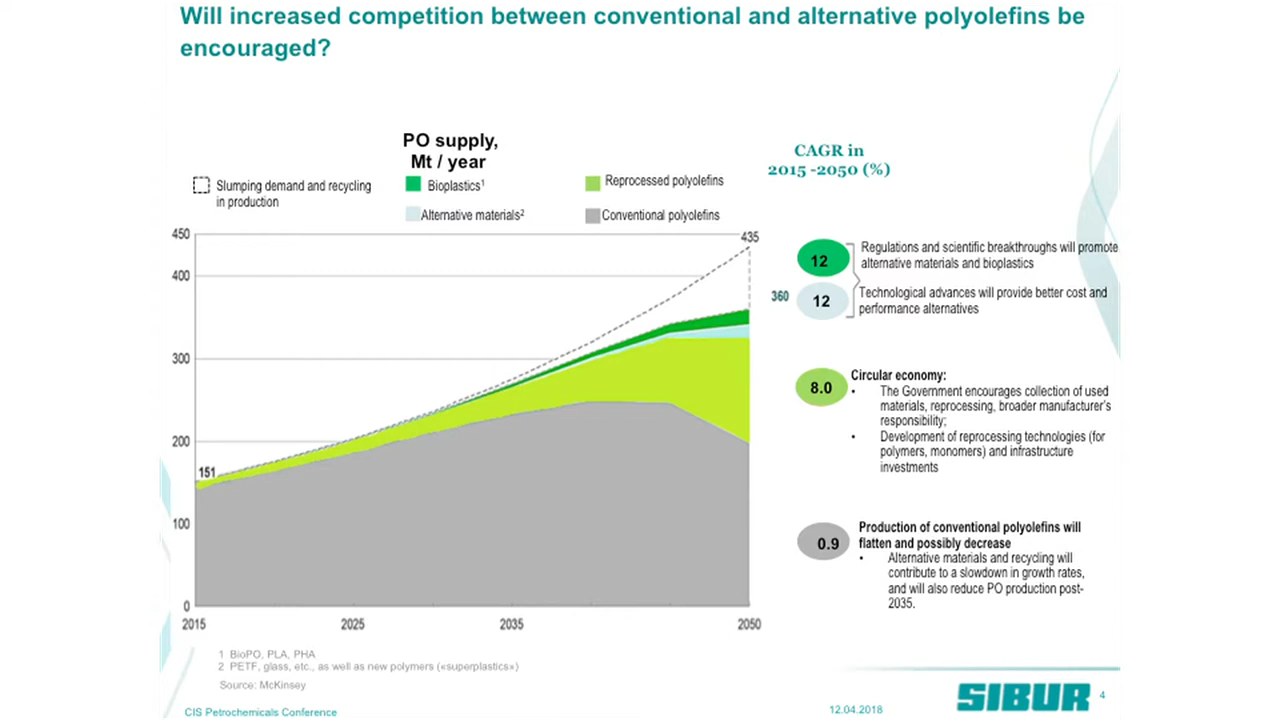 Will increased competition between conventional and alternative polyolefins be
encouraged?
PO supply,
Mt / year
CAGR in
2015 -2050 (%)
Slumping demand and recycling
in production
Bioplastics¹
Reprocessed polyolefins
Alternative materials²
Conventional polyolefins
450
435
400
360
300
200
151
100
0
2015
2025
2035
2050
12
Regulations and scientific breakthroughs will promote
alternative materials and bioplastics
12
Technological advances will provide better cost and
performance alternatives
8.0
Circular economy:
• The Government encourages collection of used
materials, reprocessing, broader manufacturer's
responsibility;
• Development of reprocessing technologies (for
polymers, monomers) and infrastructure
investments
0.9
Production of conventional polyolefins will
flatten and possibly decrease
• Alternative materials and recycling will
contribute to a slowdown in growth rates,
and will also reduce PO production post-
2035.
1 BioPO, PLA, PHA
2 PETF, glass, etc., as well as new polymers («superplastics»)
Source: McKinsey
CIS Petrochemicals Conference
12.04.2018
SIBUR
4